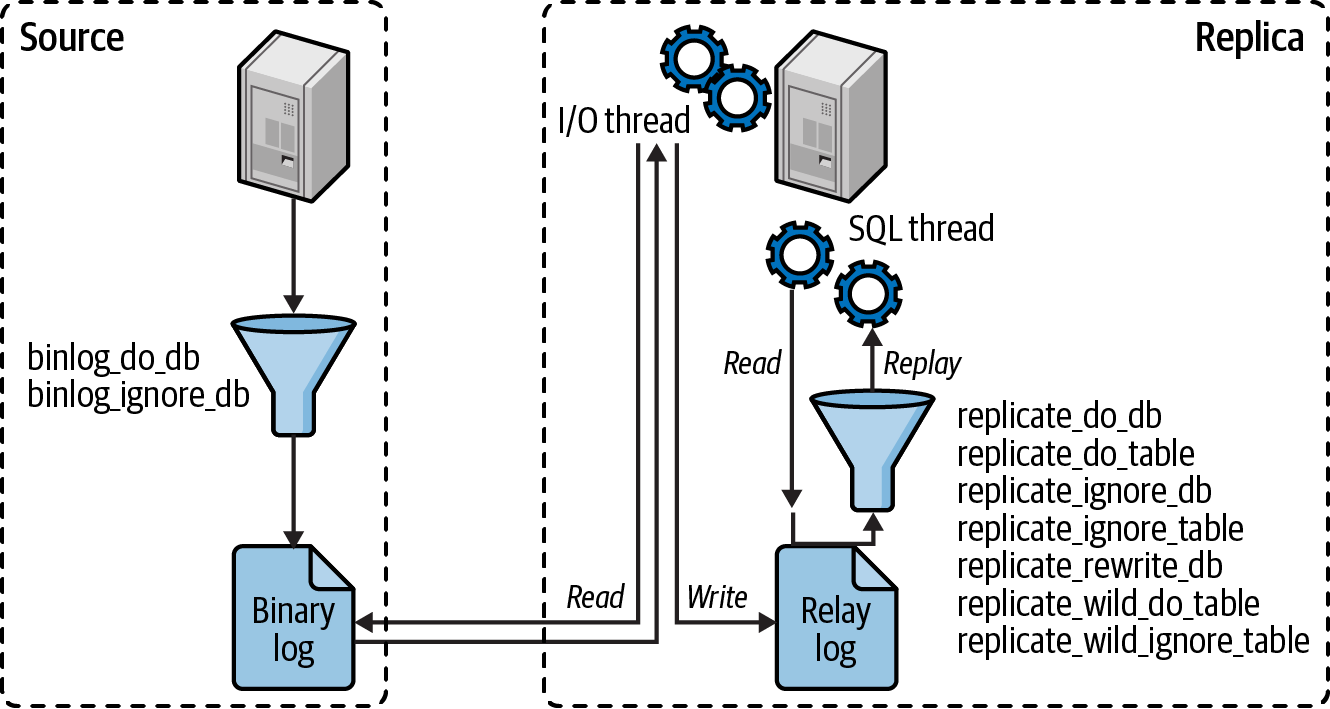 Source
Replica
I/O thread
SQL thread
binlog_do_db
binlog_ignore_db
Read
Replay
replicate_do_db
replicate_do_table
replicate_ignore_db
replicate_ignore_table
replicate_rewrite_db
replicate_wild_do_table
replicate_wild_ignore_table
Binary
log
Read
Write
Relay
log